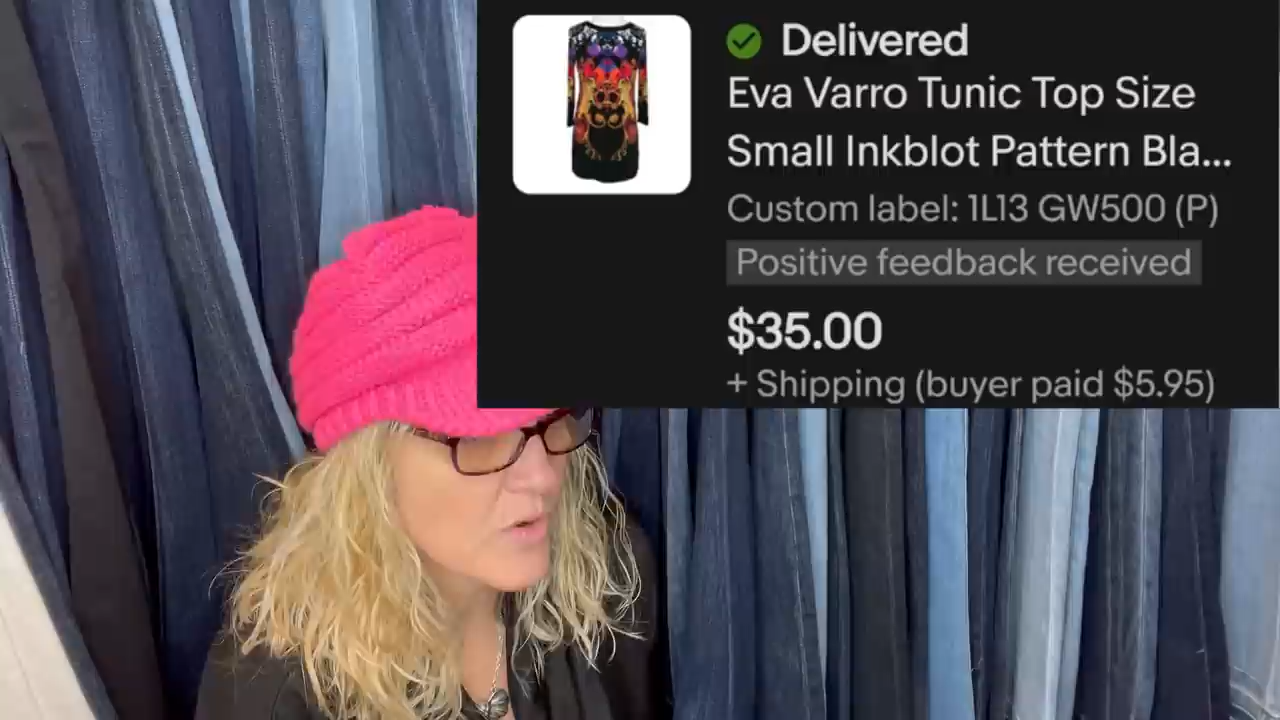 Delivered
Eva Varro Tunic Top Size
Small Inkblot Pattern Bla...
Custom label: 1L13 GW500 (P)
Positive feedback received
$35.00
+ Shipping (buyer paid $5.95)